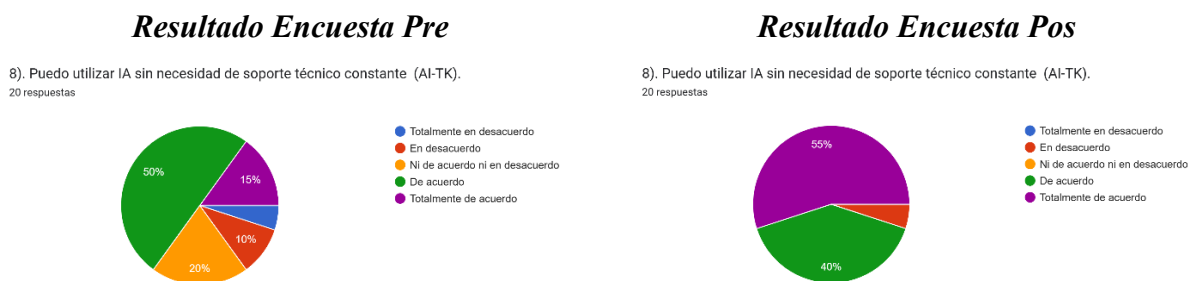 Resultado Encuesta Pre
8). Puedo utilizar IA sin necesidad de soporte técnico constante (AI-TK).
20 respuestas
50%
15%
10%
20%
Totalmente en desacuerdo
En desacuerdo
Ni de acuerdo ni en desacuerdo
De acuerdo
Totalmente de acuerdo
Resultado Encuesta Pos
8). Puedo utilizar IA sin necesidad de soporte técnico constante (AI-TK).
20 respuestas
55%
40%
Totalmente en desacuerdo
En desacuerdo
Ni de acuerdo ni en desacuerdo
De acuerdo
Totalmente de acuerdo